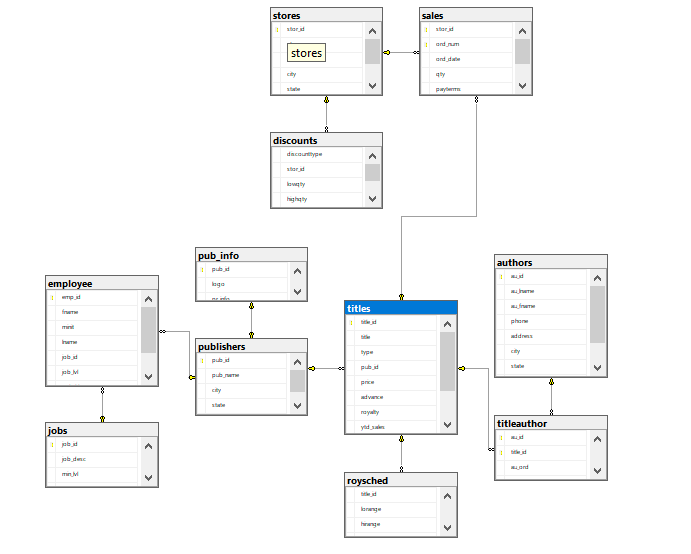 stores
stor_id
stores
city
state
sales
stor_id
ord_num
ord_date
qty
payterms
discounts
discounttype
stor_id
lowqty
highqty
pub_info
pub_id
logo
pr_info
authors
au_id
au_lname
au_fname
phone
address
city
state
employee
emp_id
fname
minit
lname
job_id
job_lvl
titles
title_id
title
type
pub_id
price
advance
royalty
ytd_sales
publishers
pub_id
pub_name
city
state
titleauthor
au_id
title_id
au_ord
jobs
job_id
job_desc
min_lvl
roysched
title_id
lorange
hirange